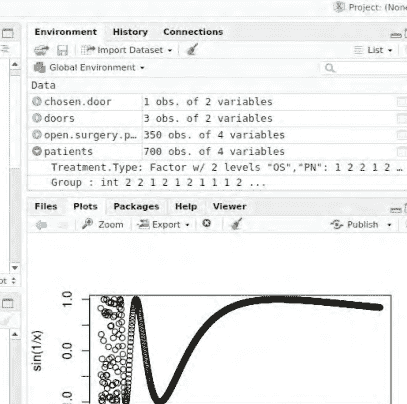 Project: (None
Environment History Connections
Import Dataset List
Global Environment
Data
chosen.door 1 obs. of 2 variables
doors 3 obs. of 2 variables
open.surgery.p… 350 obs. of 4 variables
patients 700 obs. of 4 variables
Treatment.Type: Factor w/ 2 levels "OS","PN": 1 2 2 1 2 …
Group : int 2 2 1 2 1 2 1 1 1 2 ...
Files Plots Packages Help Viewer
Zoom Export Publish
sin(1/x)
1.0
0.0